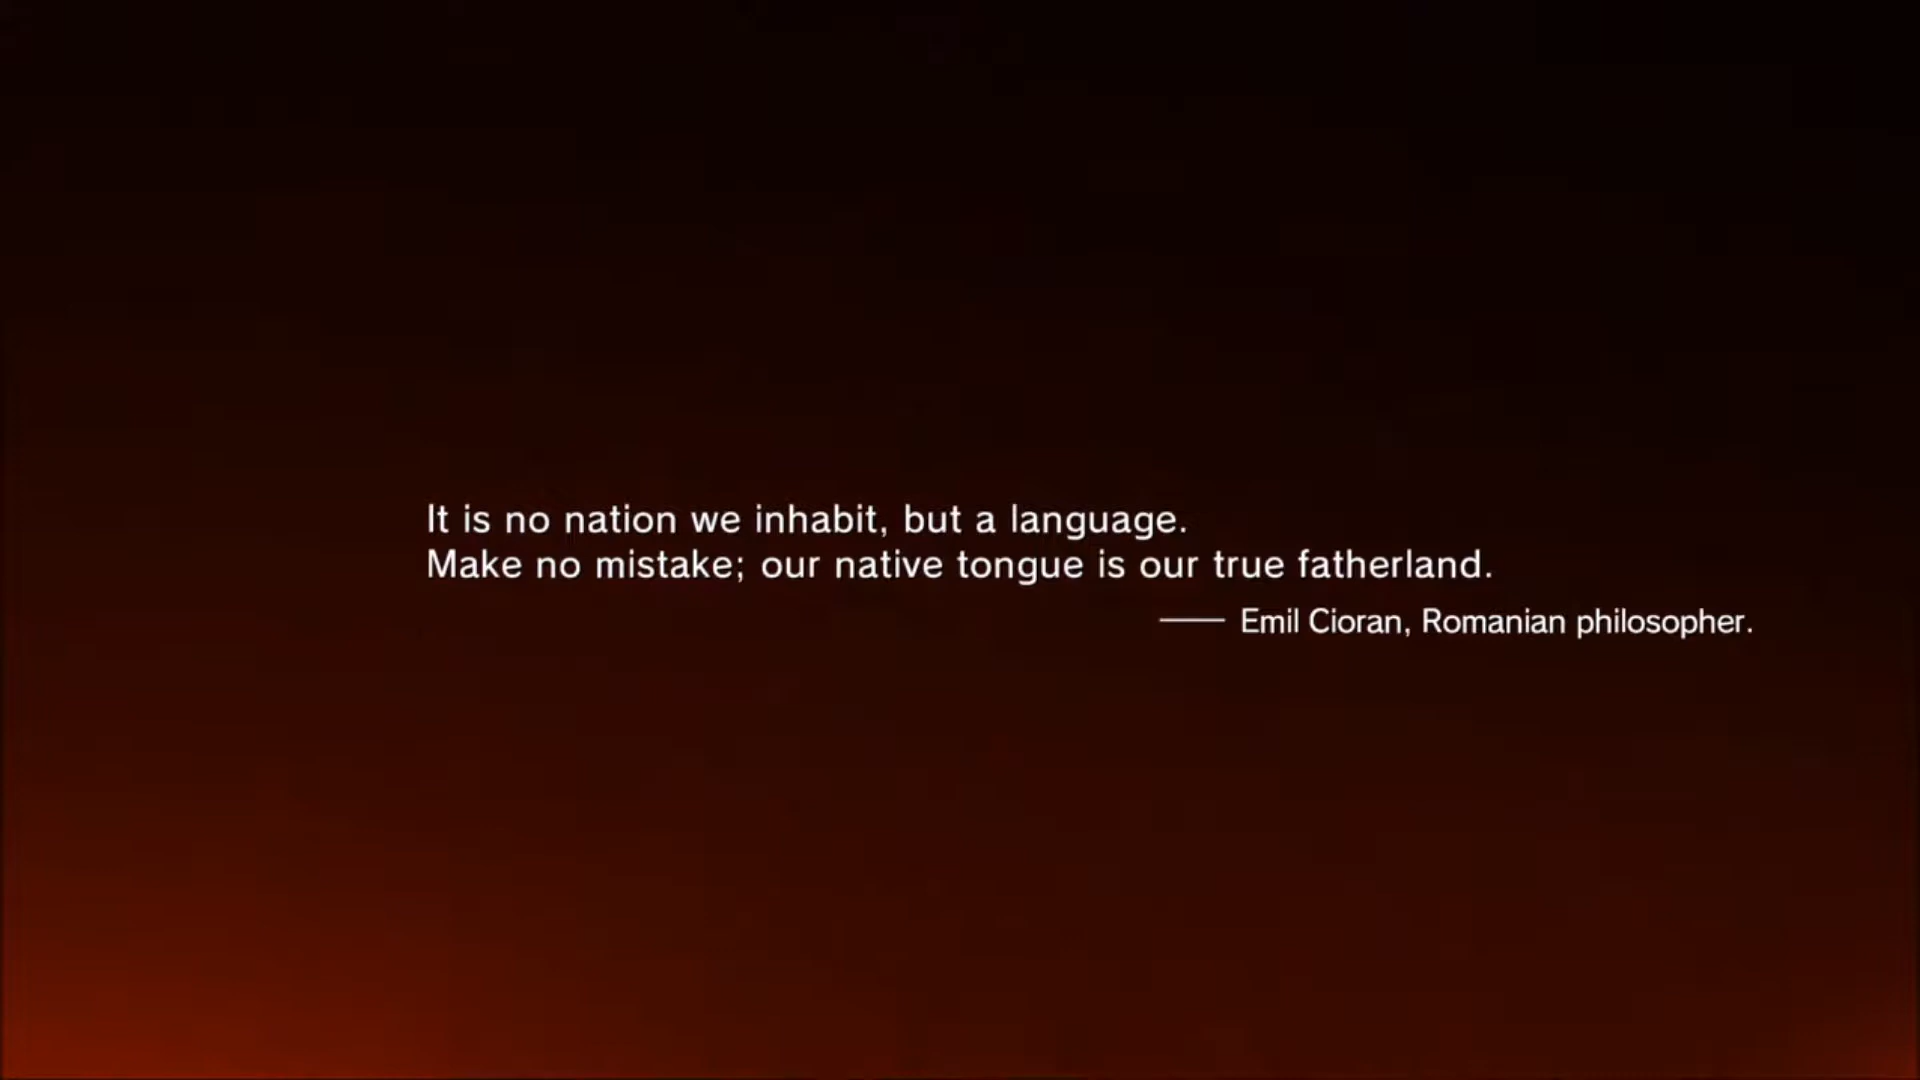 It is no nation we inhabit, but a language.
Make no mistake; our native tongue is our true fatherland.
—— Emil Cioran, Romanian philosopher.